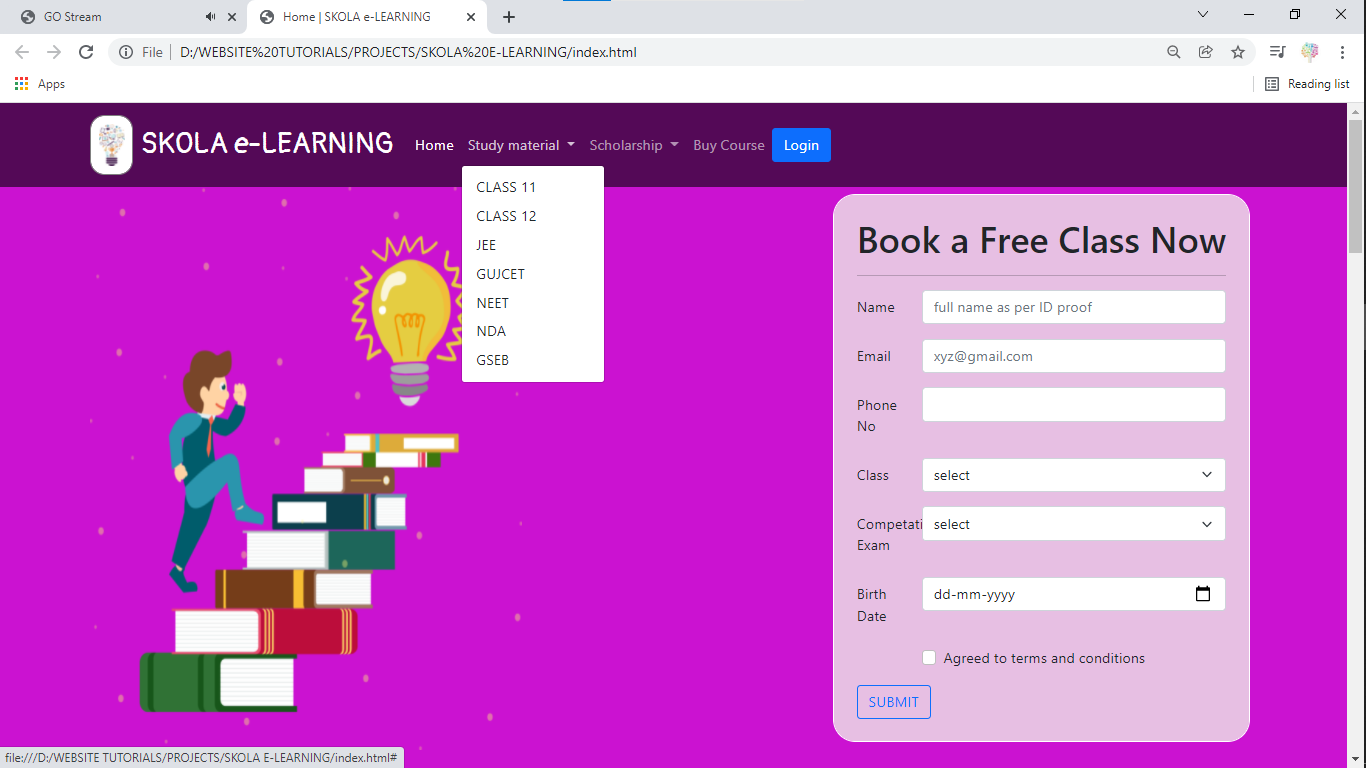 GO Stream
Home | SKOLA e-LEARNING
File | D:/WEBSITE%20TUTORIALS/PROJECTS/SKOLA%20E-LEARNING/index.html
Apps
Reading list
SKOLA e-LEARNING Home Study material Scholarship Buy Course Login
CLASS 11
CLASS 12
JEE
GUJCET
NEET
NDA
GSEB
Book a Free Class Now
Name full name as per ID proof
Email xyz@gmail.com
Phone
No
Class select
Competati select
Exam
Birth dd-mm-yyyy
Date
Agreed to terms and conditions
SUBMIT
file:///D:/WEBSITE TUTORIALS/PROJECTS/SKOLA E-LEARNING/index.html#